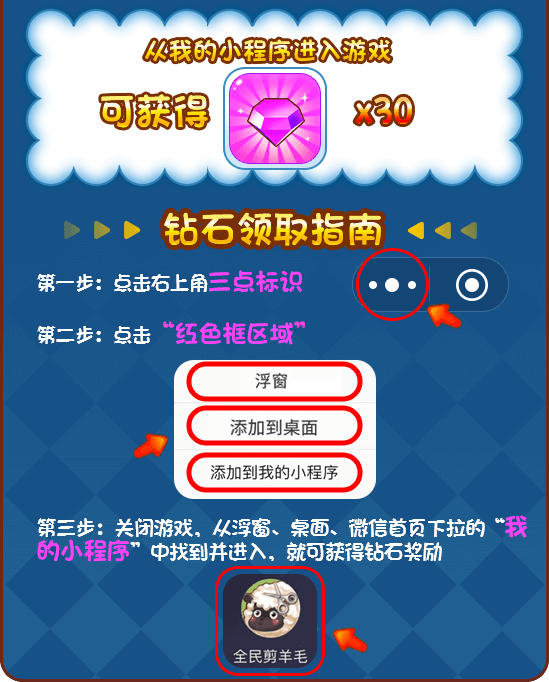 从我的小程序进入游戏
可获得 x30
钻石领取指南
第一步：点击右上角三点标识
第二步：点击“红色框区域”
浮窗
添加到桌面
添加到我的小程序
第三步：关闭游戏，从浮窗、桌面、微信首页下拉的“我
的小程序”中找到并进入，就可获得钻石奖励
全民剪羊毛